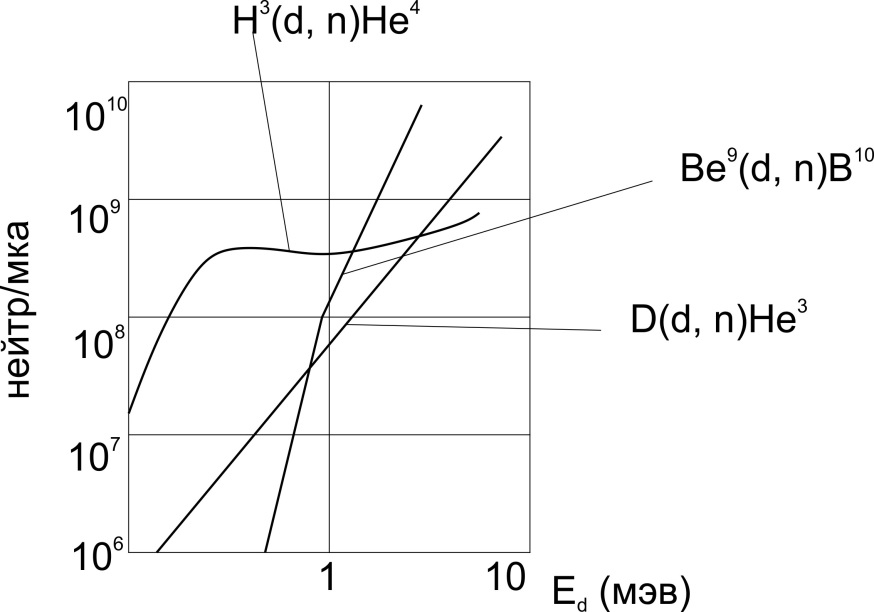 H³(d, n)He⁴
10¹⁰
Be⁹(d, n)B¹⁰
10⁹
нейтр/мка
D(d, n)He³
10⁸
10⁷
10⁶
1
10
E_d (мэв)